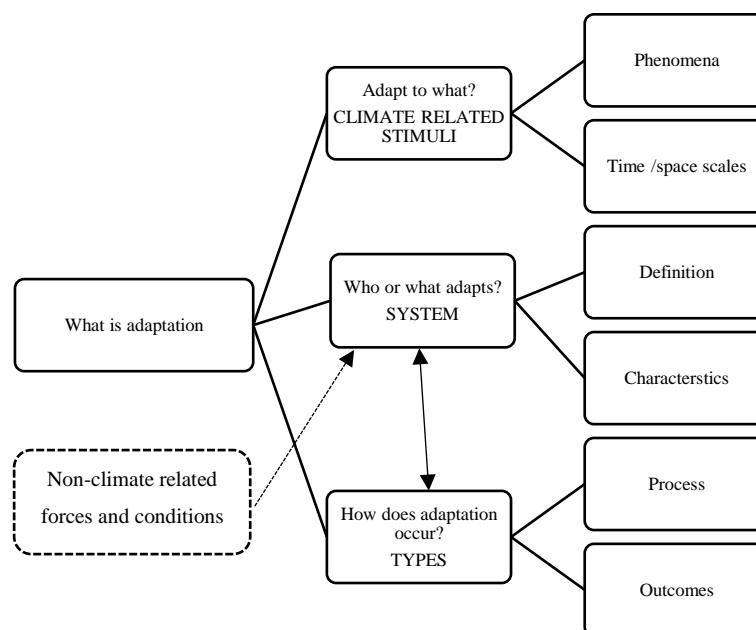 What is adaptation
Non-climate related
forces and conditions
Adapt to what?
CLIMATE RELATED
STIMULI
Who or what adapts?
SYSTEM
How does adaptation
occur?
TYPES
Phenomena
Time /space scales
Definition
Characterstics
Process
Outcomes